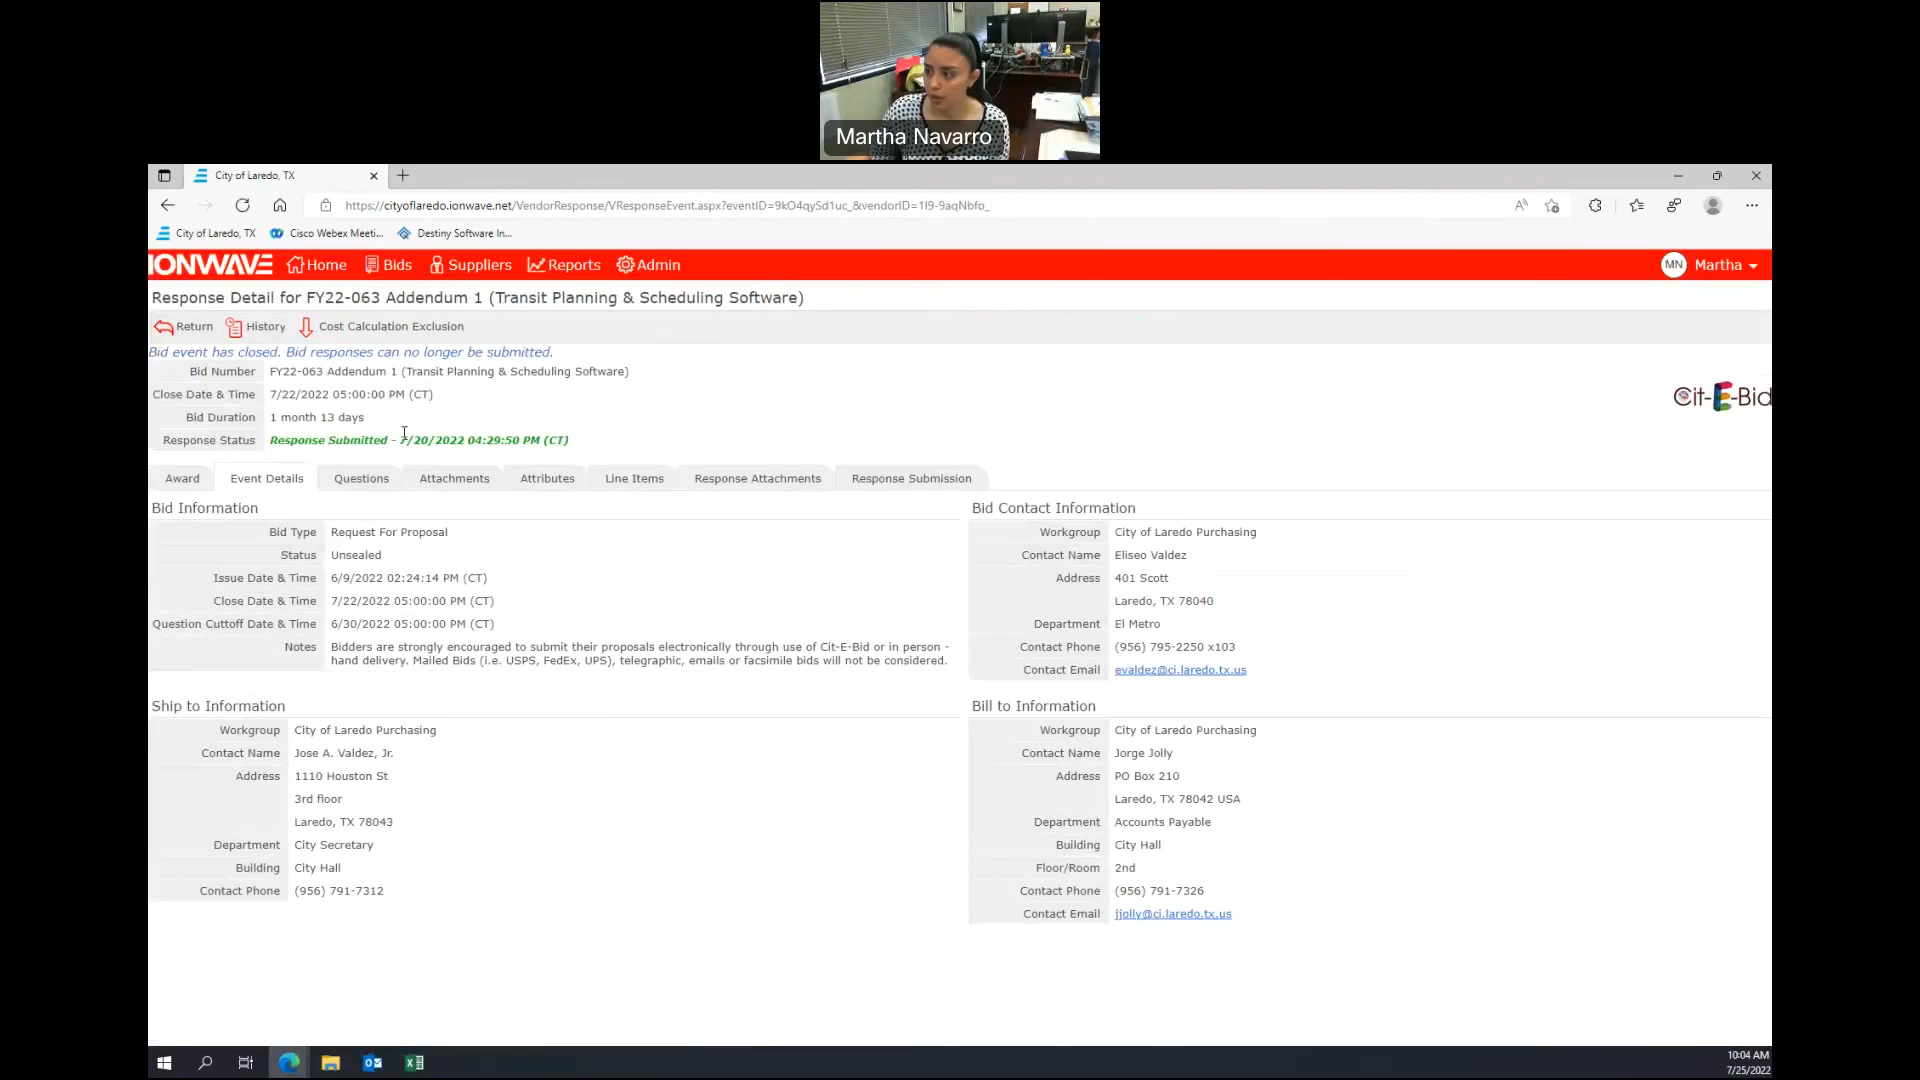 Martha Navarro
City of Laredo, TX
https://cityoflaredo.ionwave.net/VendorResponse/VResponseEvent.aspx?eventID=9kO4qySd1uc_&vendorID=1I9-9aqNbfo_
City of Laredo, TX Cisco Webex Meeti... Destiny Software In...
IONWAVE Home Bids Suppliers Reports Admin MN Martha
Response Detail for FY22-063 Addendum 1 (Transit Planning & Scheduling Software)
Return History Cost Calculation Exclusion
Bid event has closed. Bid responses can no longer be submitted.
Bid Number FY22-063 Addendum 1 (Transit Planning & Scheduling Software)
Close Date & Time 7/22/2022 05:00:00 PM (CT)
Cit-E-Bid
Bid Duration 1 month 13 days
Response Status Response Submitted - 7/20/2022 04:29:50 PM (CT)
Award Event Details Questions Attachments Attributes Line Items Response Attachments Response Submission
Bid Information
Bid Type Request For Proposal
Status Unsealed
Issue Date & Time 6/9/2022 02:24:14 PM (CT)
Close Date & Time 7/22/2022 05:00:00 PM (CT)
Question Cuttoff Date & Time 6/30/2022 05:00:00 PM (CT)
Notes Bidders are strongly encouraged to submit their proposals electronically through use of Cit-E-Bid or in person -
hand delivery. Mailed Bids (i.e. USPS, FedEx, UPS), telegraphic, emails or facsimile bids will not be considered.
Bid Contact Information
Workgroup City of Laredo Purchasing
Contact Name Eliseo Valdez
Address 401 Scott
Laredo, TX 78040
Department El Metro
Contact Phone (956) 795-2250 x103
Contact Email evaldez@ci.laredo.tx.us
Ship to Information
Workgroup City of Laredo Purchasing
Contact Name Jose A. Valdez, Jr.
Address 1110 Houston St
3rd floor
Laredo, TX 78043
Department City Secretary
Building City Hall
Contact Phone (956) 791-7312
Bill to Information
Workgroup City of Laredo Purchasing
Contact Name Jorge Jolly
Address PO Box 210
Laredo, TX 78042 USA
Department Accounts Payable
Building City Hall
Floor/Room 2nd
Contact Phone (956) 791-7326
Contact Email jjolly@ci.laredo.tx.us
10:04 AM
7/25/2022